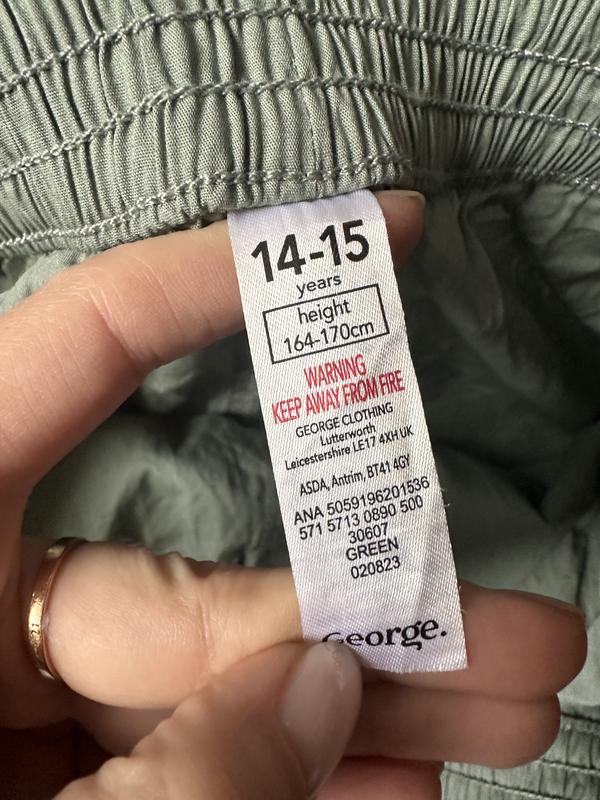 14-15
years
height
164-170cm
WARNING
KEEP AWAY FROM FIRE
GEORGE CLOTHING
Lutterworth
Leicestershire LE17 4XH UK
ASDA, Antrim, BT41 4GY
ANA 5059196201536
571 5713 0890 500
30607
GREEN
020823
George.